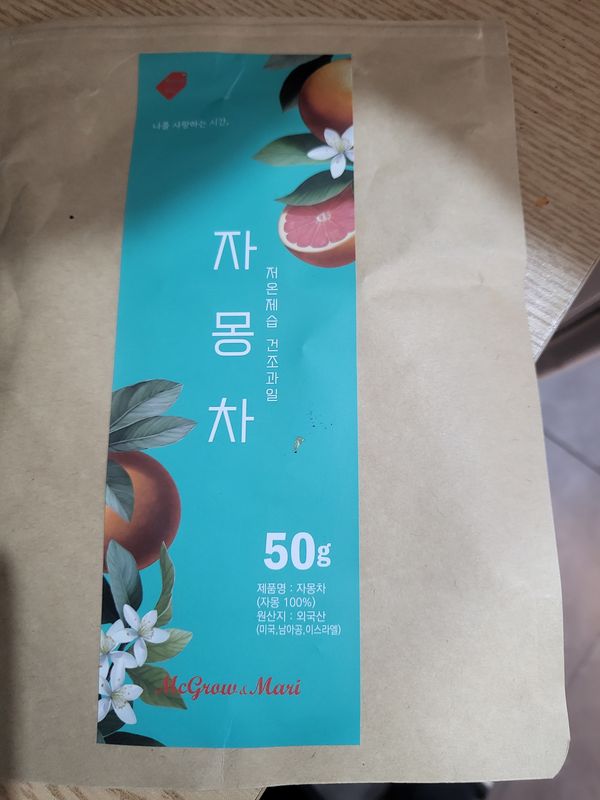 나를 사랑하는 시간,
자몽차
저온제습 건조과일
50g
제품명 : 자몽차
(자몽 100%)
원산지 : 외국산
(미국,남아공,이스라엘)
McGrow & Mari